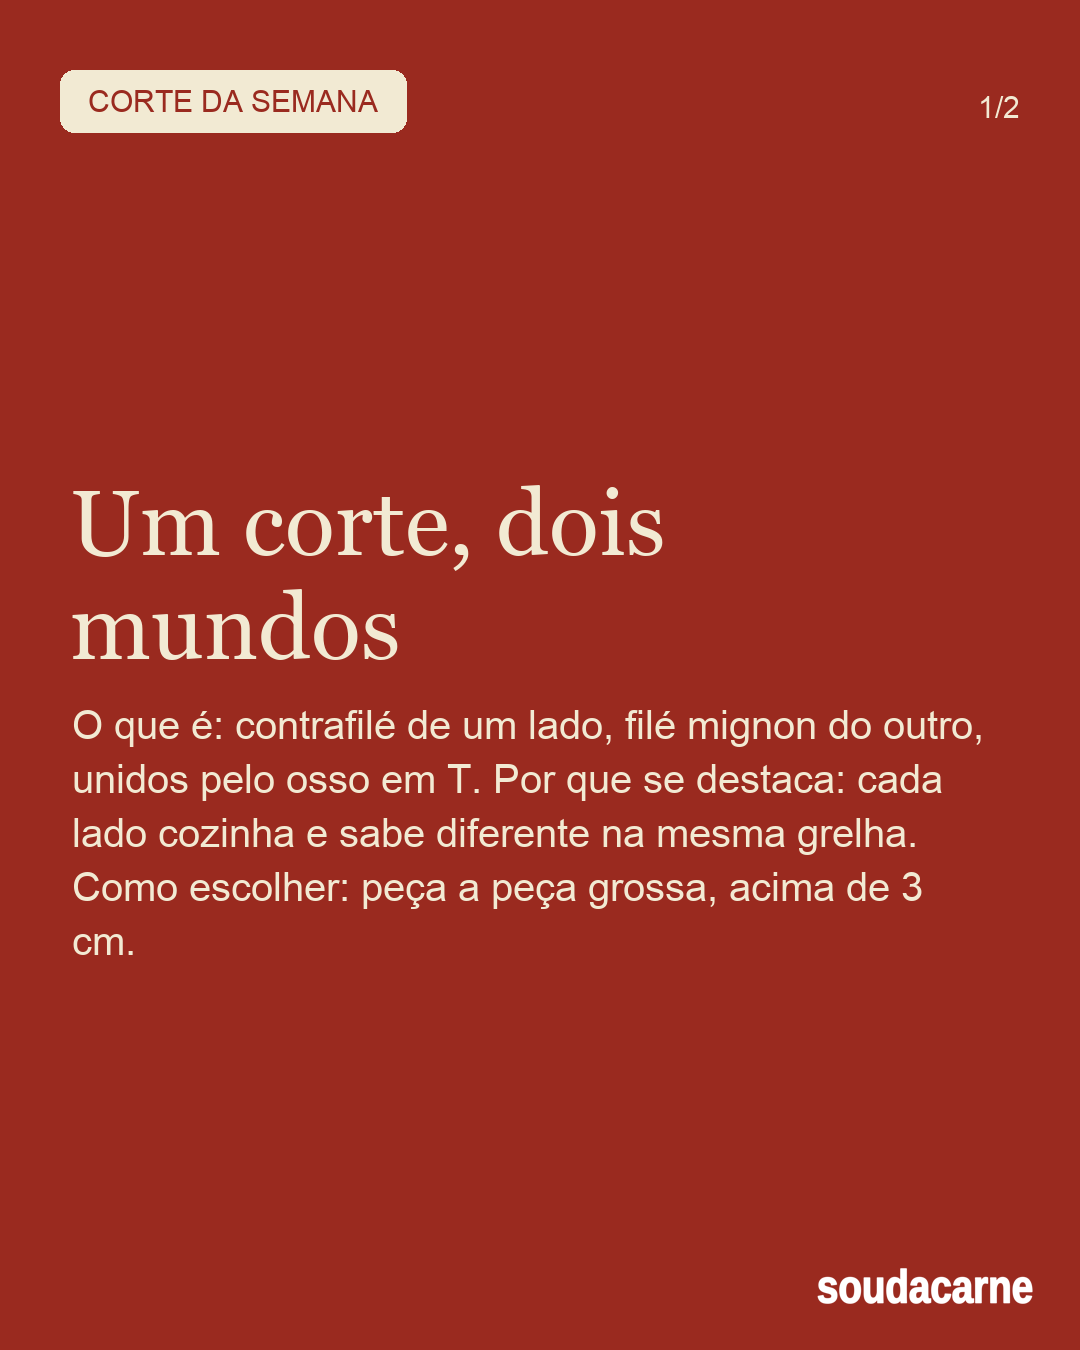 CORTE DA SEMANA
1/2
Um corte, dois
mundos
O que é: contrafilé de um lado, filé mignon do outro,
unidos pelo osso em T. Por que se destaca: cada
lado cozinha e sabe diferente na mesma grelha.
Como escolher: peça a peça grossa, acima de 3
cm.
soudacarne